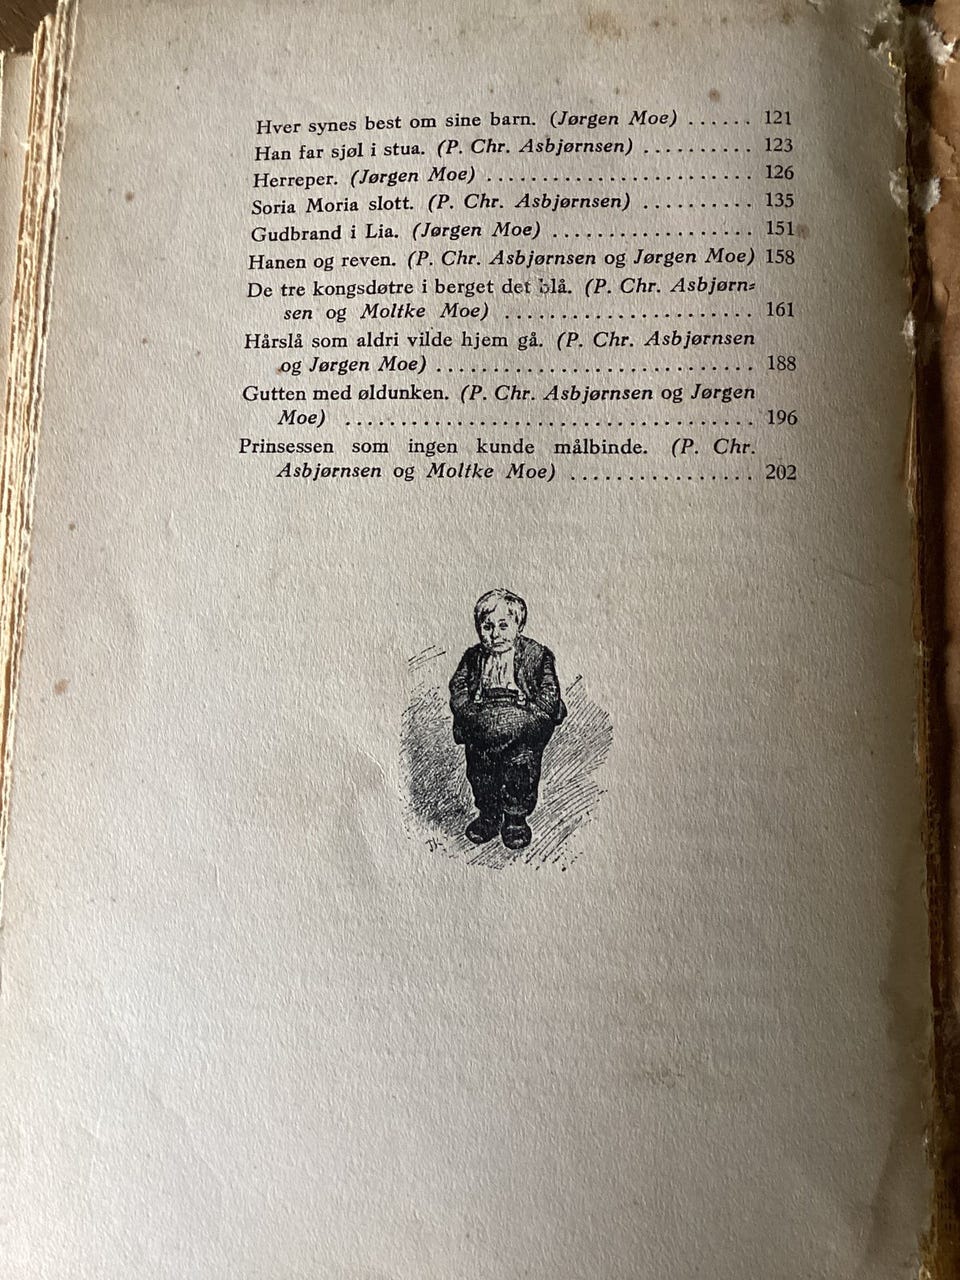 Hver synes best om sine barn. (Jørgen Moe) ...... 121
Han far sjøl i stua. (P. Chr. Asbjørnsen) .......... 123
Herreper. (Jørgen Moe) ........................ 126
Soria Moria slott. (P. Chr. Asbjørnsen) .......... 135
Gudbrand i Lia. (Jørgen Moe) .................. 151
Hanen og reven. (P. Chr. Asbjørnsen og Jørgen Moe) 158
De tre kongsdøtre i berget det blå. (P. Chr. Asbjørn-
sen og Moltke Moe) ...................... 161
Hårslå som aldri vilde hjem gå. (P. Chr. Asbjørnsen
og Jørgen Moe) ............................ 188
Gutten med øldunken. (P. Chr. Asbjørnsen og Jørgen
Moe) .................................... 196
Prinsessen som ingen kunde målbinde. (P. Chr.
Asbjørnsen og Moltke Moe) ................ 202